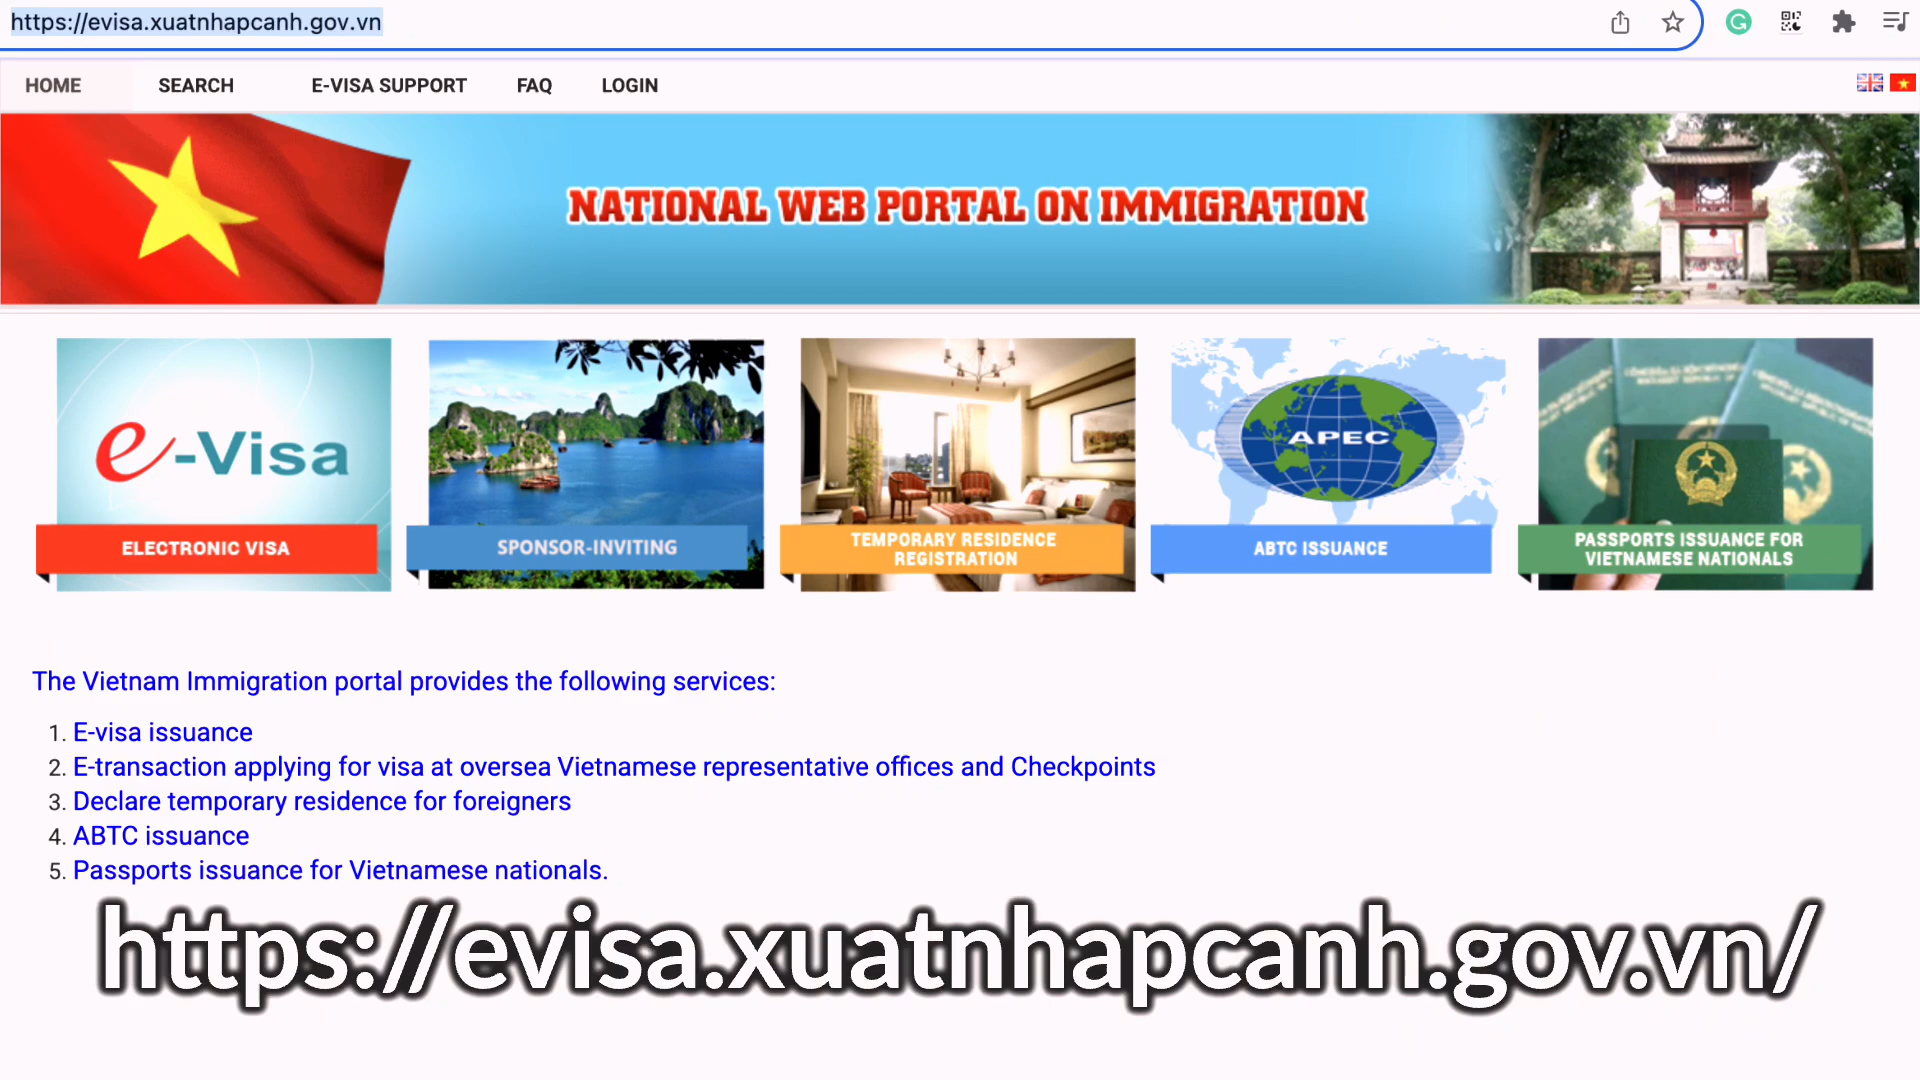 https://evisa.xuatnhapcanh.gov.vn
HOME SEARCH E-VISA SUPPORT FAQ LOGIN
NATIONAL WEB PORTAL ON IMMIGRATION
e-Visa
ELECTRONIC VISA
SPONSOR-INVITING
TEMPORARY RESIDENCE
REGISTRATION
APEC
ABTC ISSUANCE
PASSPORTS ISSUANCE FOR
VIETNAMESE NATIONALS
The Vietnam Immigration portal provides the following services:
1. E-visa issuance
2. E-transaction applying for visa at oversea Vietnamese representative offices and Checkpoints
3. Declare temporary residence for foreigners
4. ABTC issuance
5. Passports issuance for Vietnamese nationals.
https://evisa.xuatnhapcanh.gov.vn/